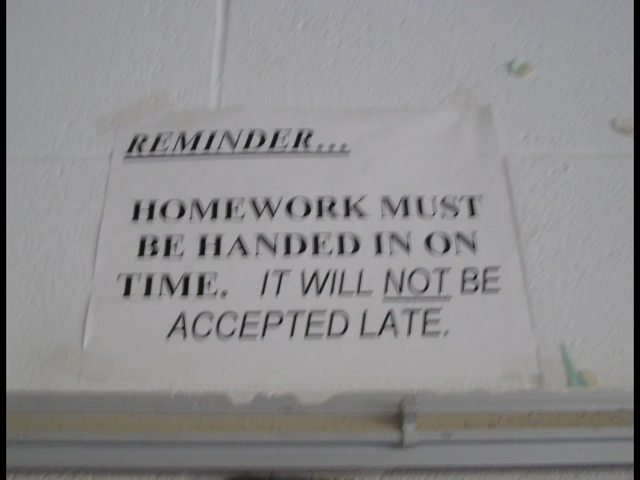 REMINDER...
HOMEWORK MUST
BE HANDED IN ON
TIME. IT WILL NOT BE
ACCEPTED LATE.